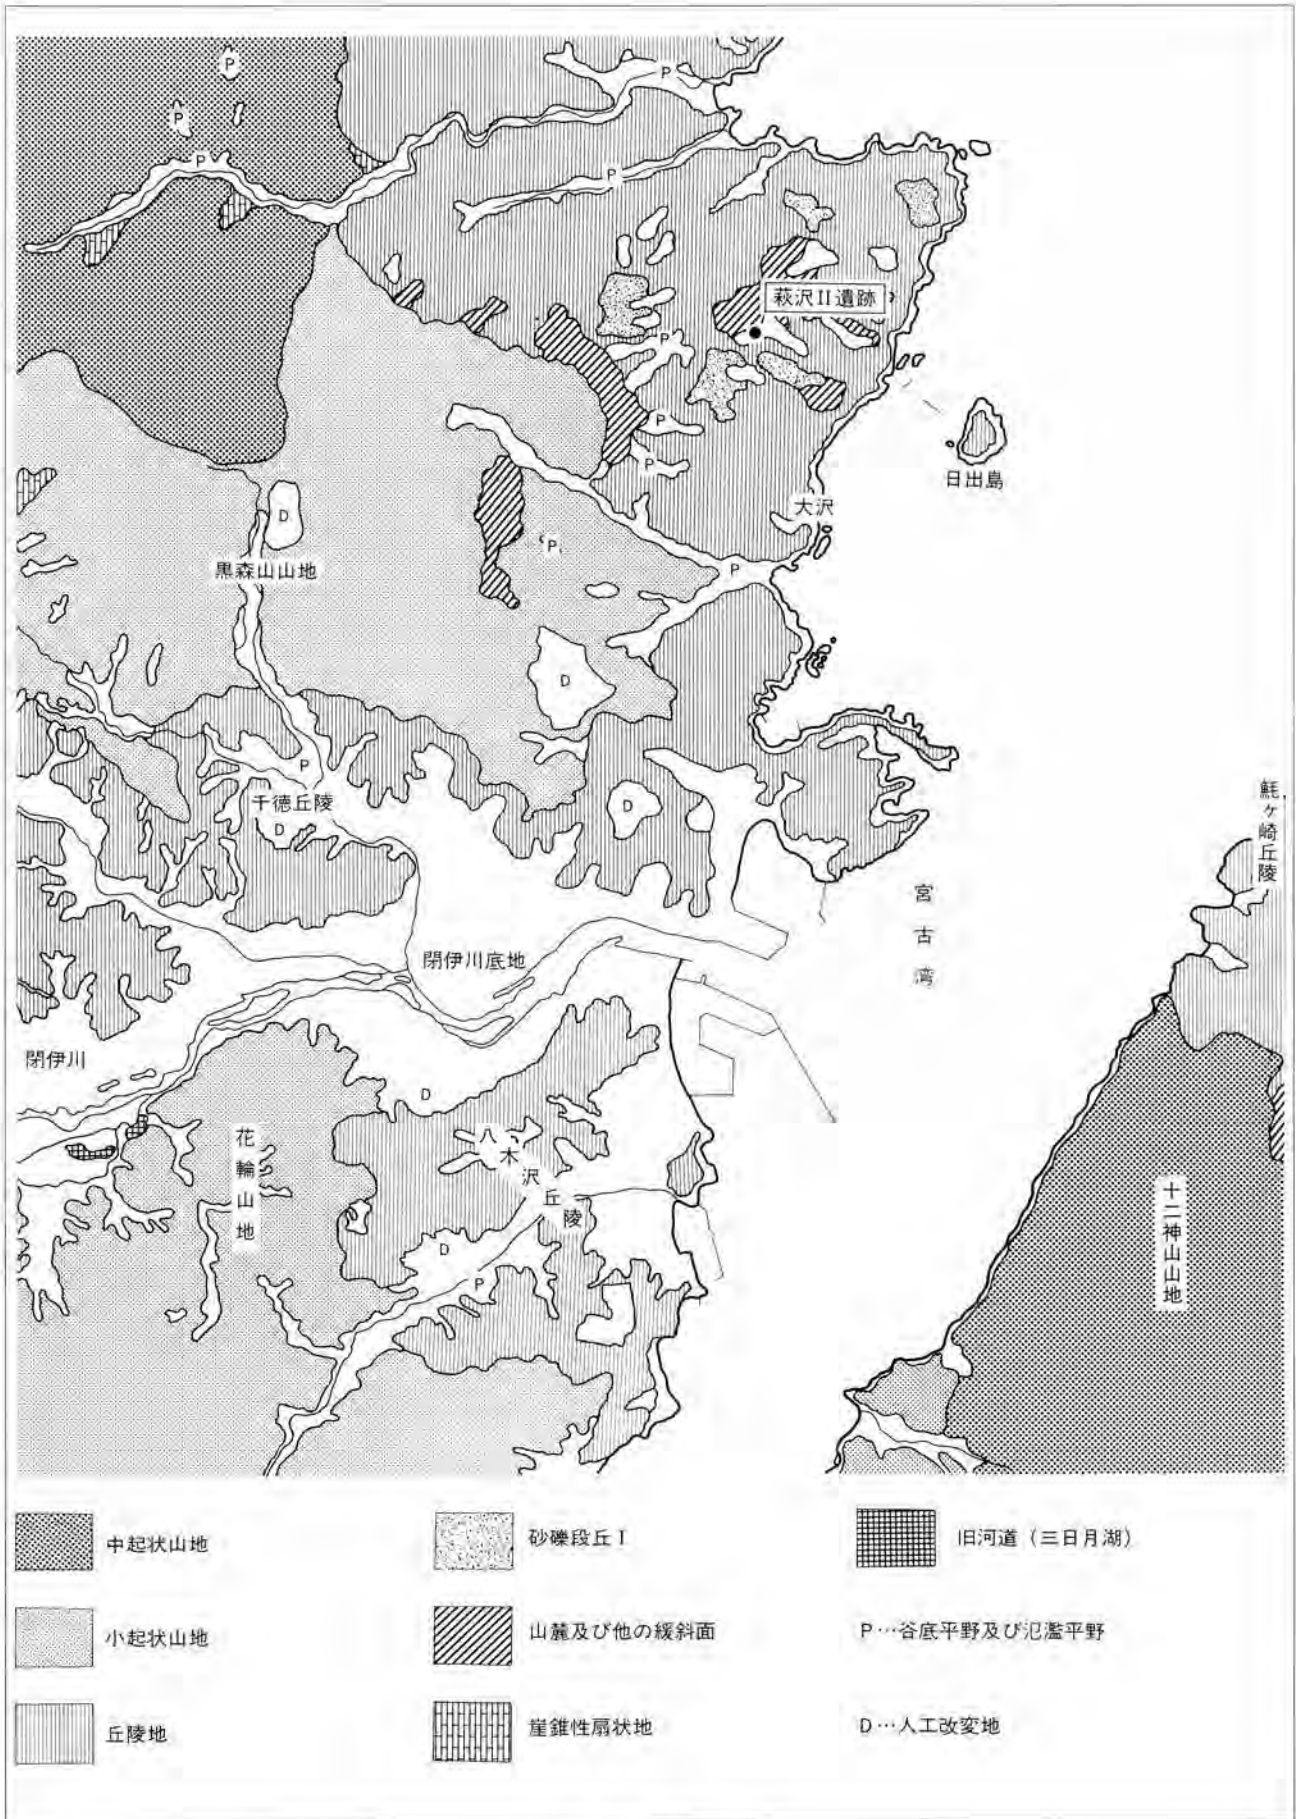 P
P
P
P
P
萩沢II遺跡
P
P
P
日出島
大沢
D
P
P
黒森山山地
D
P
千徳丘陵
D
D
魹ヶ崎丘陵
宮古湾
閉伊川底地
閉伊川
D
花輪山地
八木沢丘陵
十二神山山地
D
P
中起状山地
砂礫段丘I
旧河道（三日月湖）
小起状山地
山麓及び他の緩斜面
P…谷底平野及び氾濫平野
丘陵地
崖錐性扇状地
D…人工改変地